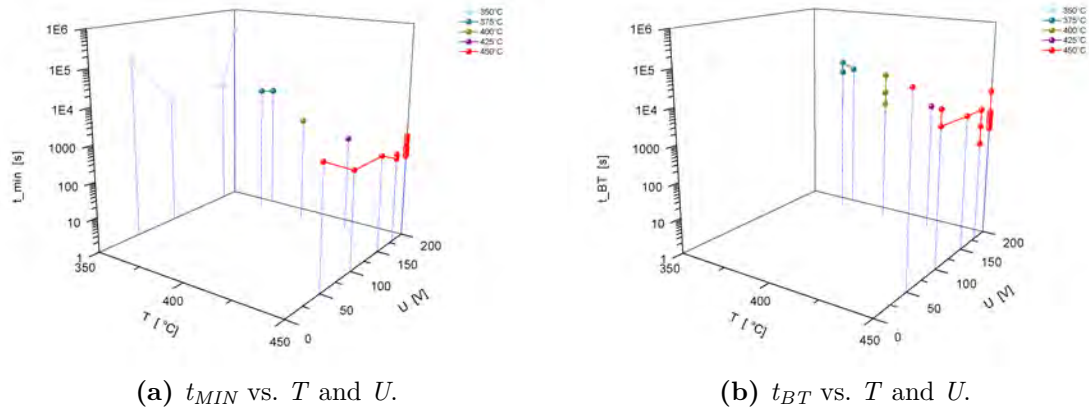 350°C
375°C
400°C
425°C
450°C
1E6
1E5
1E4
1000
100
10
1
t_min [s]
350
400
450
T [ °C]
0
50
100
150
200
U [V]
(a) tMIN vs. T and U.
350°C
375°C
400°C
425°C
450°C
1E6
1E5
1E4
1000
100
10
1
t_BT [s]
350
400
450
T [ °C]
0
50
100
150
200
U [V]
(b) tBT vs. T and U.